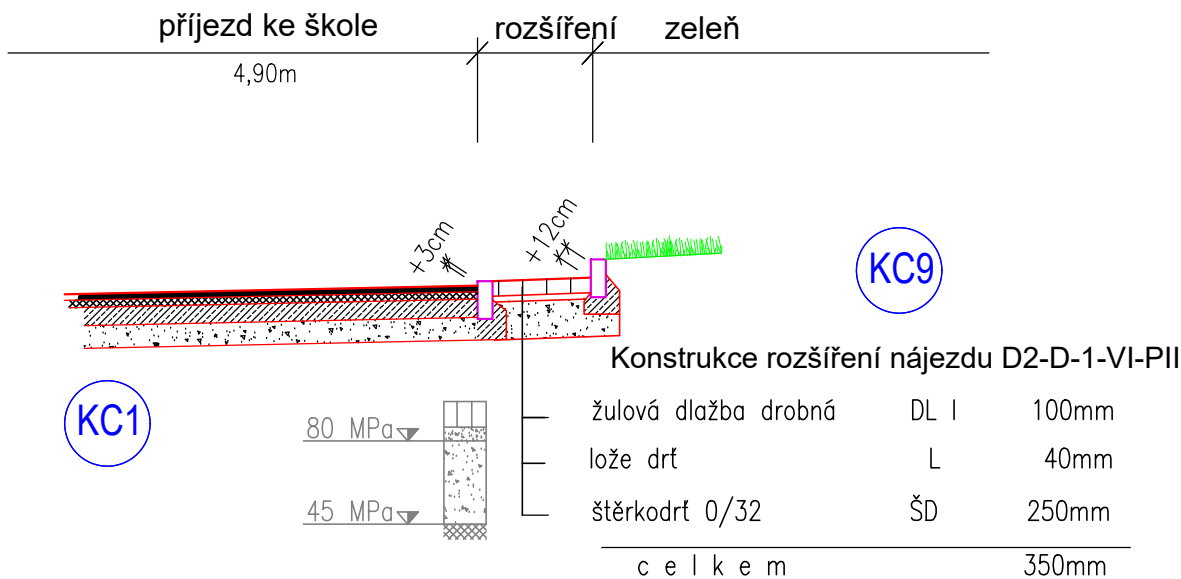 příjezd ke škole rozšíření zeleň
4,90m
+3cm +12cm
KC9
Konstrukce rozšíření nájezdu D2-D-1-VI-PII
KC1
žulová dlažba drobná DL I 100mm
80 MPa
lože drť L 40mm
45 MPa
štěrkodrť 0/32 ŠD 250mm
celkem 350mm